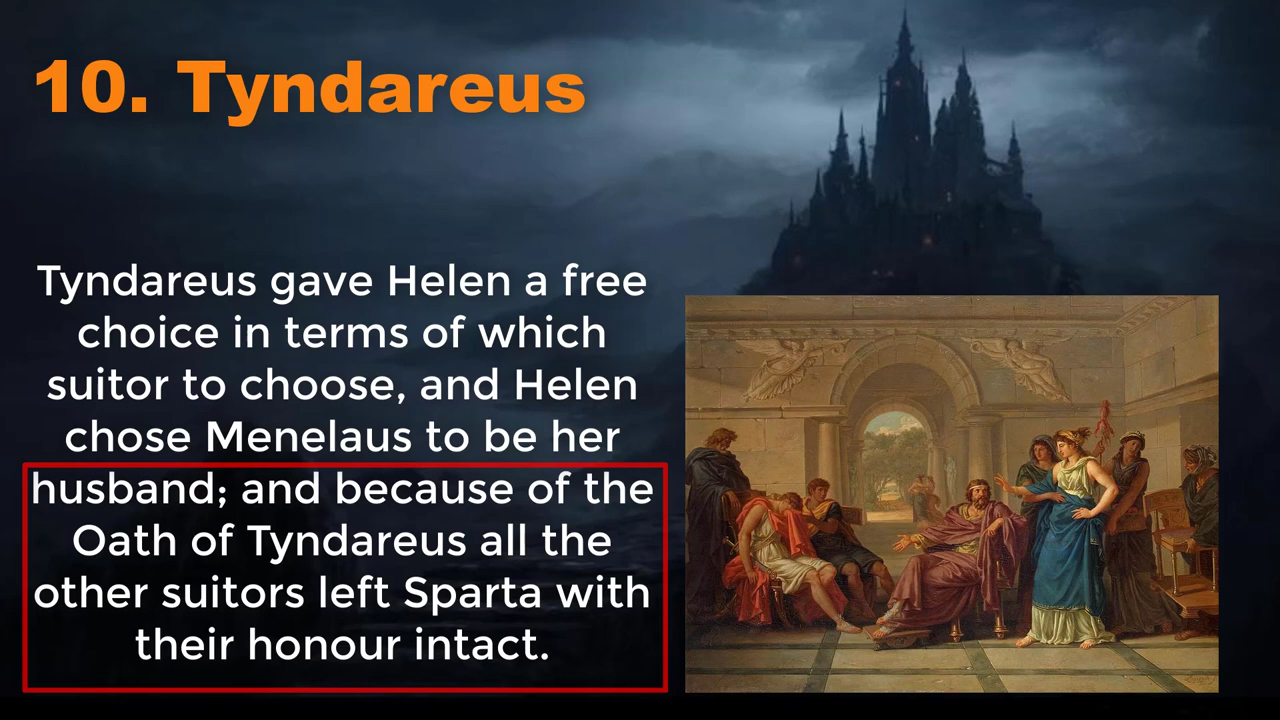 10. Tyndareus
Tyndareus gave Helen a free
choice in terms of which
suitor to choose, and Helen
chose Menelaus to be her
husband; and because of the
Oath of Tyndareus all the
other suitors left Sparta with
their honour intact.